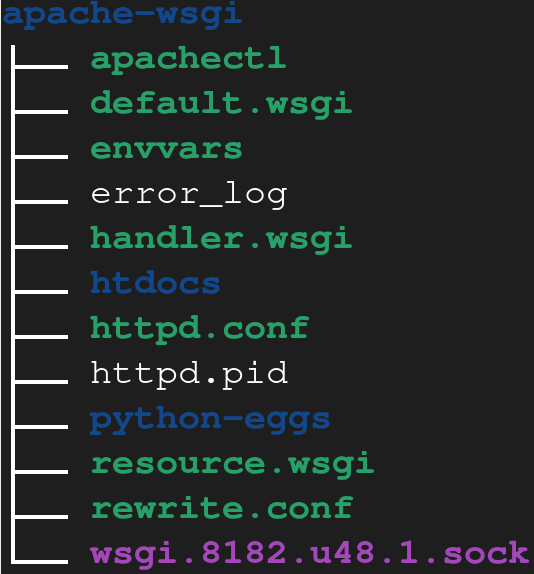 apache-wsgi
apachectl
default.wsgi
envvars
error_log
handler.wsgi
htdocs
httpd.conf
httpd.pid
python-eggs
resource.wsgi
rewrite.conf
wsgi.8182.u48.1.sock